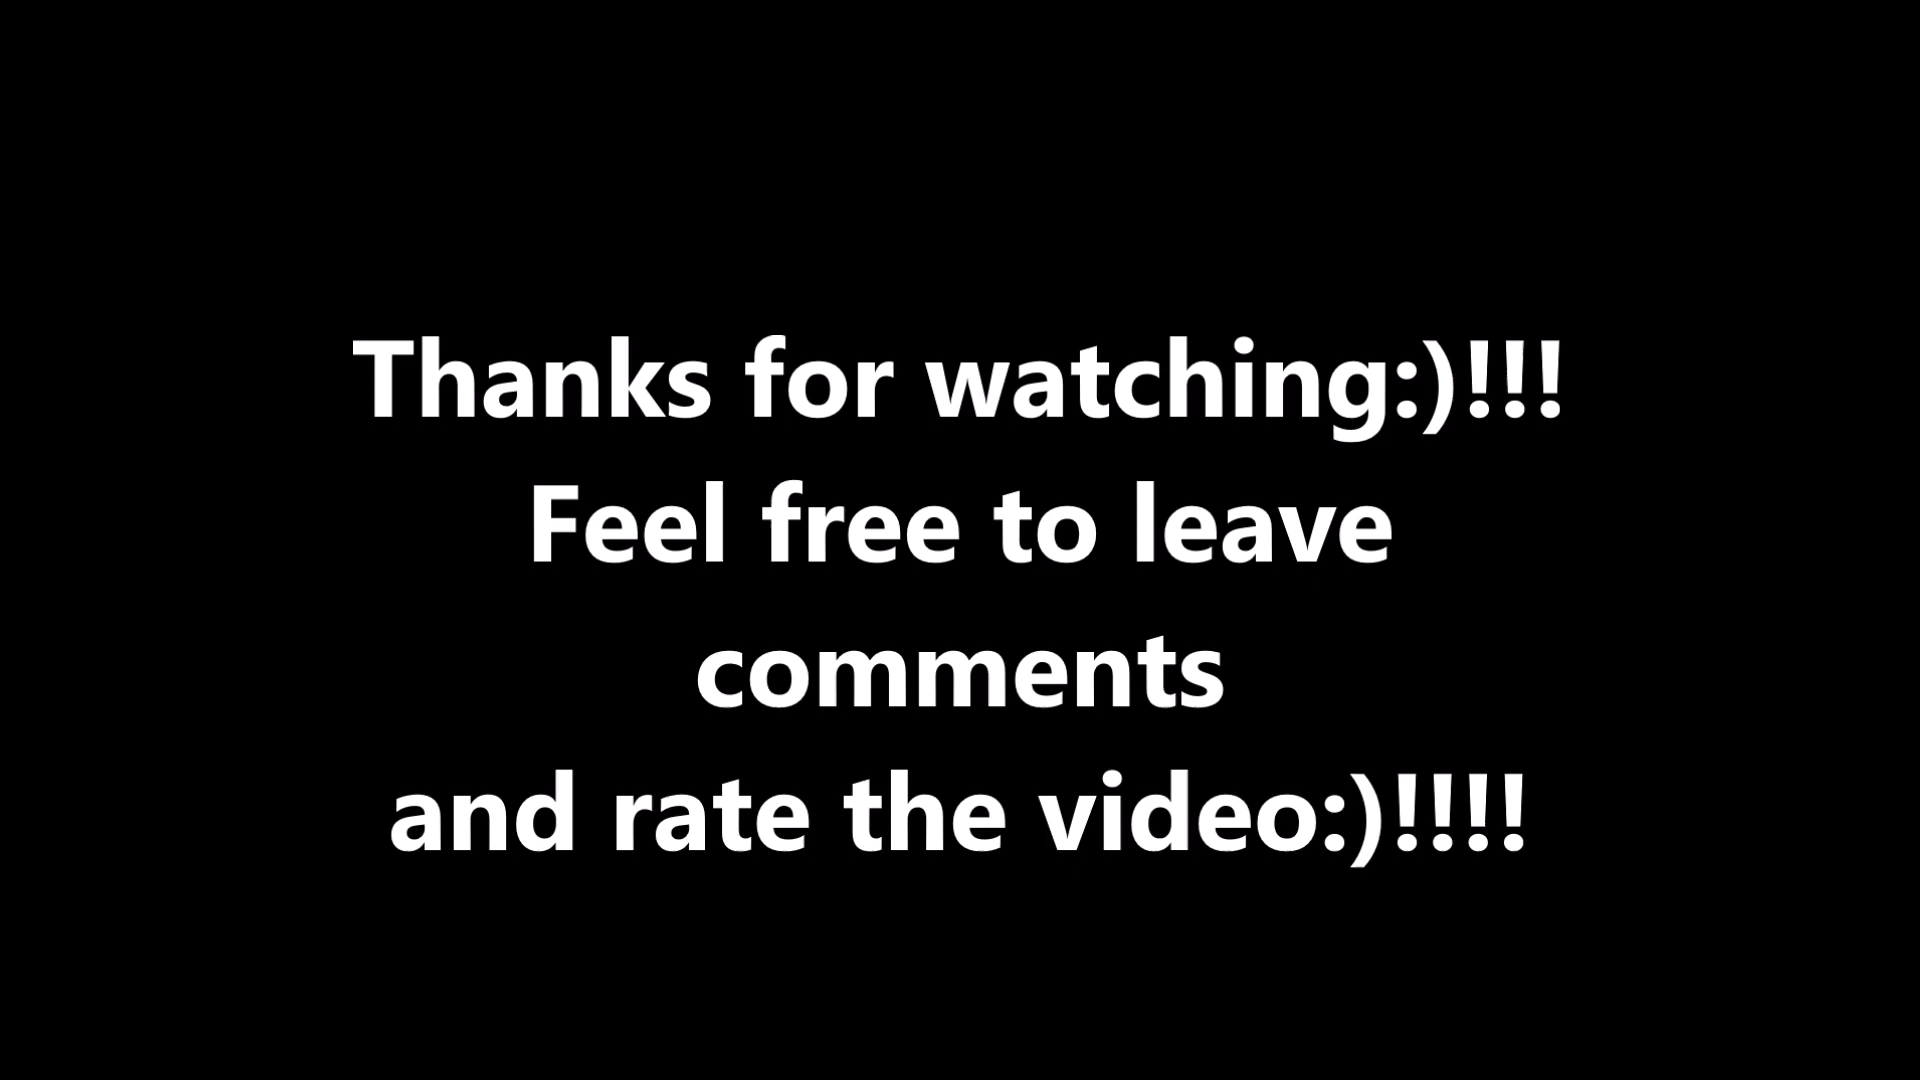 Thanks for watching:)!!!
Feel free to leave
comments
and rate the video:)!!!!